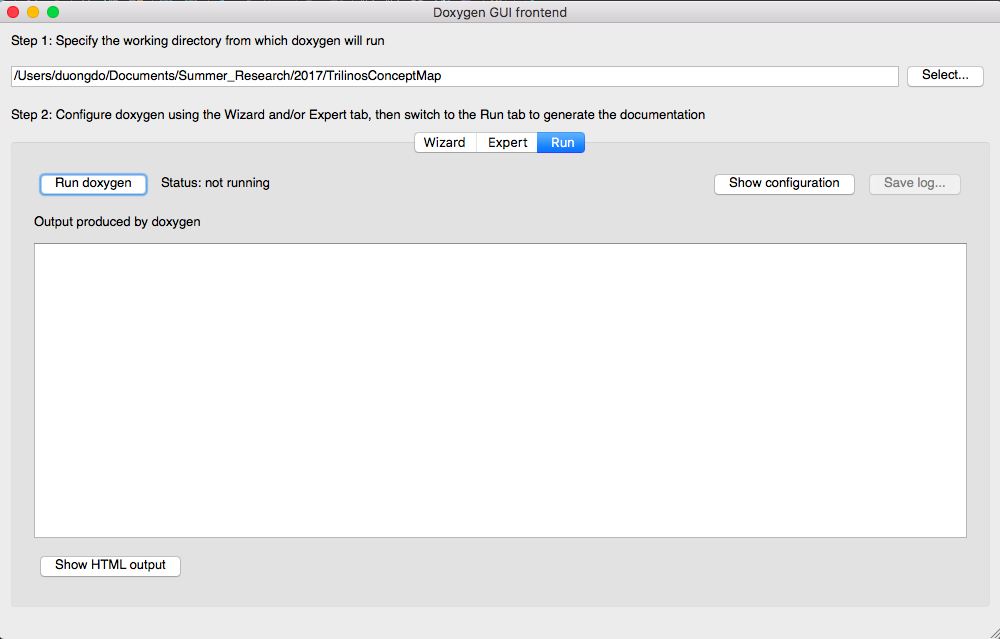 Doxygen GUI frontend
Step 1: Specify the working directory from which doxygen will run
/Users/duongdo/Documents/Summer_Research/2017/TrilinosConceptMap
Select...
Step 2: Configure doxygen using the Wizard and/or Expert tab, then switch to the Run tab to generate the documentation
Wizard Expert Run
Run doxygen Status: not running Show configuration Save log...
Output produced by doxygen
Show HTML output